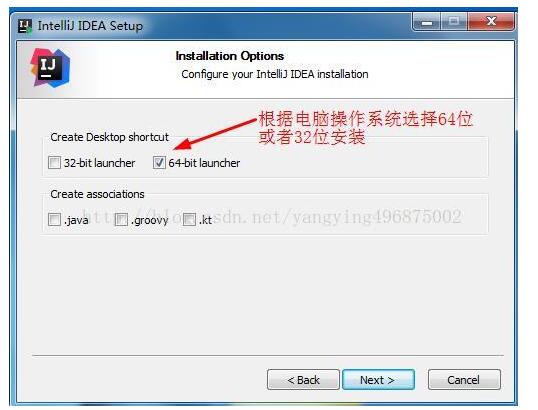 IntelliJ IDEA Setup
IJ
Installation Options
Configure your IntelliJ IDEA installation
根据电脑操作系统选择64位
或者32位安装
Create Desktop shortcut
32-bit launcher
64-bit launcher
Create associations
.java
.groovy
.kt
http://blog.csdn.net/yangying496875002
< Back
Next >
Cancel